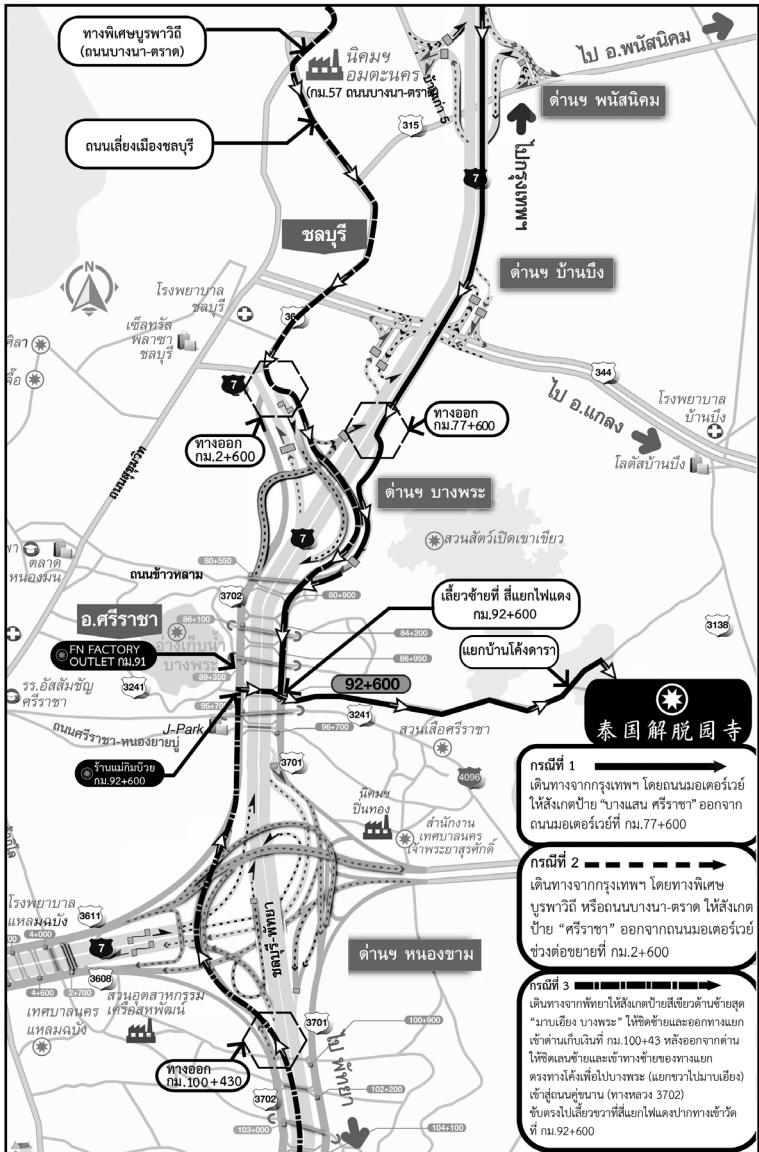 ทางพิเศษบูรพาวิถี
(ถนนบางนา-ตราด)
นิคมฯ
อมตะนคร
(กม.57 ถนนบางนา-ตราด)
บ้านเก่า 5
ไป อ.พนัสนิคม
ด่านฯ พนัสนิคม
315
ถนนเลี่ยงเมืองชลบุรี
ไปกรุงเทพฯ
7
ชลบุรี
ด่านฯ บ้านบึง
N
โรงพยาบาล
ชลบุรี
361
เซ็ลทรัล
พลาซา
ชลบุรี
7
344
ไป อ.แกลง
โรงพยาบาล
บ้านบึง
โลตัสบ้านบึง
ทางออก
กม.2+600
ทางออก
กม.77+600
ถนนสุขุมวิท
ด่านฯ บางพระ
7
สวนสัตว์เปิดเขาเขียว
ตลาด
หนองมน
ถนนข้าวหลาม
80+550
3702
80+900
เลี้ยวซ้ายที่ สี่แยกไฟแดง
กม.92+600
อ.ศรีราชา
86+100
84+200
3138
อ่างเก็บน้ำ
บางพระ
FN FACTORY
OUTLET กม.91
86+950
แยกบ้านโค้งดารา
89+350
92+600
รร.อัสสัมชัญ
ศรีราชา
3241
95+700
3241
J-Park
96+700
สวนเสือศรีราชา
ถนนศรีราชา-หนองยายบู่
泰国解脱园寺
ร้านแม่กิมบ๊วย
กม.92+600
3701
4096
นิคมฯ
ปิ่นทอง
สำนักงาน
เทศบาลนคร
เจ้าพระยาสุรศักดิ์
กรณีที่ 1
เดินทางจากกรุงเทพฯ โดยถนนมอเตอร์เวย์
ให้สังเกตป้าย “บางแสน ศรีราชา” ออกจาก
ถนนมอเตอร์เวย์ที่ กม.77+600
กรณีที่ 2
เดินทางจากกรุงเทพฯ โดยทางพิเศษ
บูรพาวิถี หรือถนนบางนา-ตราด ให้สังเกต
ป้าย “ศรีราชา” ออกจากถนนมอเตอร์เวย์
ช่วงต่อขยายที่ กม.2+600
โรงพยาบาล
แหลมฉบัง
3611
4+000
7
ชลบุรี-พัทยา
ด่านฯ หนองขาม
3608
4+600
2+700
สวนอุตสาหกรรม
เครือสหพัฒน์
เทศบาลนคร
แหลมฉบัง
3701
100+900
ไป พัทยา
ทางออก
กม.100+430
102+200
3702
103+000
104+100
กรณีที่ 3
เดินทางจากพัทยาให้สังเกตป้ายสีเขียวด้านซ้ายสุด
“มาบเอียง บางพระ” ให้ชิดซ้ายและออกทางแยก
เข้าด่านเก็บเงินที่ กม.100+43 หลังออกจากด่าน
ให้ชิดเลนซ้ายและเข้าทางซ้ายของทางแยก
ตรงทางโค้งเพื่อไปบางพระ (แยกขวาไปมาบเอียง)
เข้าสู่ถนนคู่ขนาน (ทางหลวง 3702)
ขับตรงไปเลี้ยวขวาที่สี่แยกไฟแดงปากทางเข้าวัด
ที่ กม.92+600